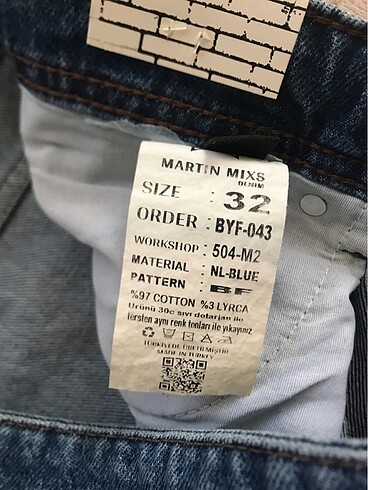 MARTIN MIXS
DENIM
SIZE : 32
ORDER : BYF-043
WORKSHOP : 504-M2
MATERIAL : NL-BLUE
PATTERN : BF
%97 COTTON %3 LYRCA
Ürünü 30c sıvı detarjan ile
tersten aynı renk tonları ile yıkayınız
TÜRKİYE'DE ÜRETİLMİŞTİR
MADE IN TURKEY